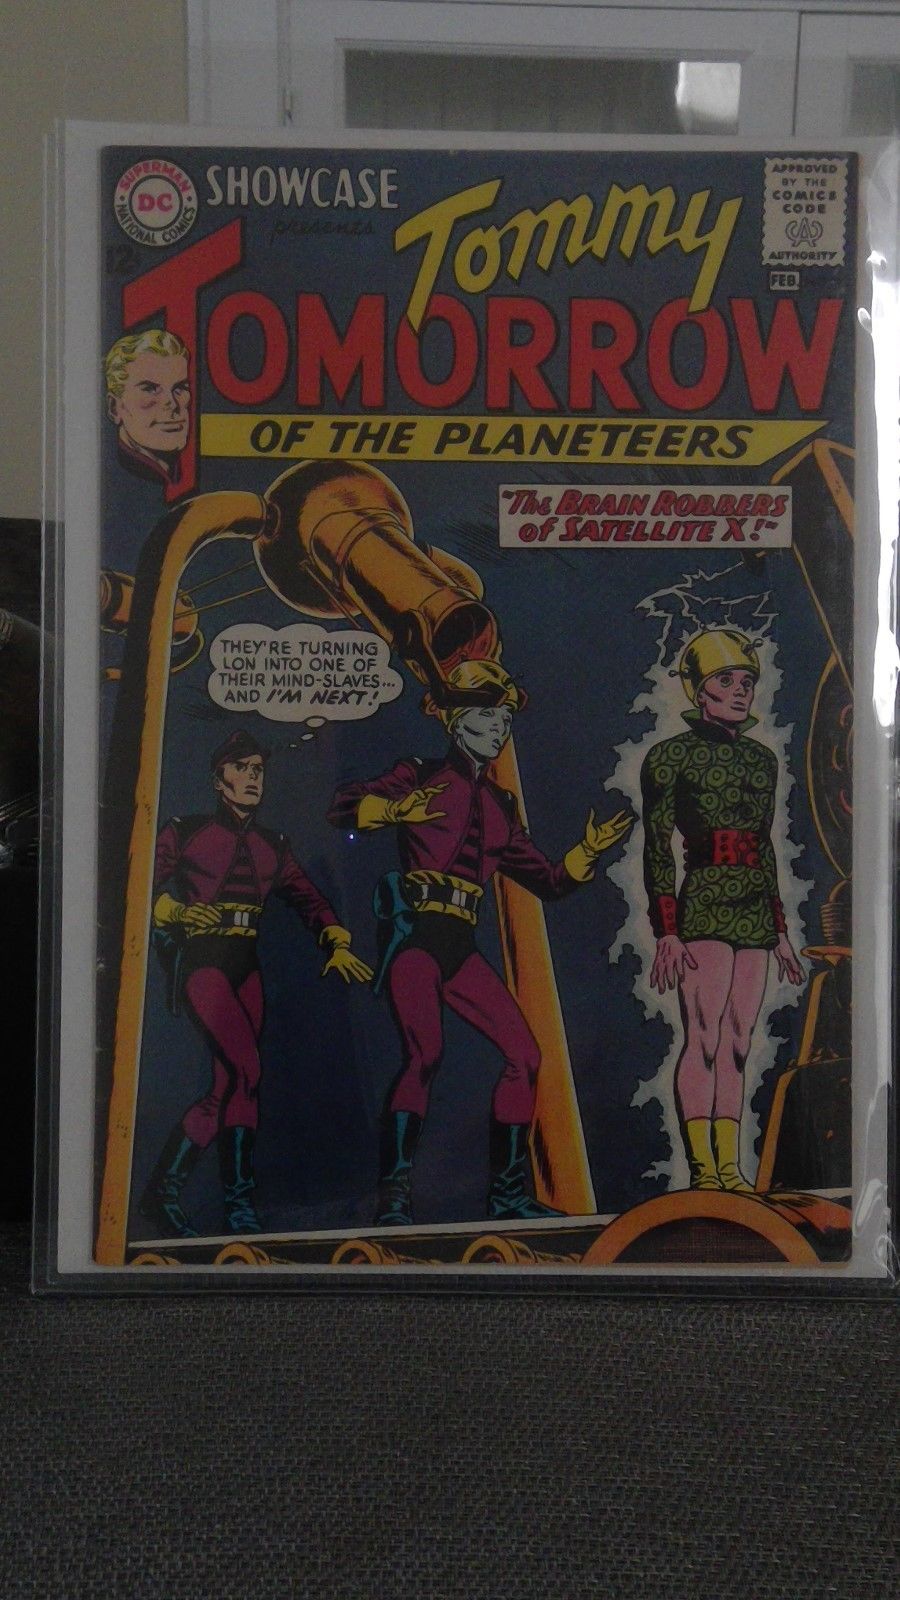 SUPERMAN
DC
NATIONAL COMICS
SHOWCASE
presents
12¢
Tommy
TOMORROW
OF THE PLANETEERS
APPROVED
BY THE
COMICS
CODE
CA
AUTHORITY
FEB.
"The BRAIN ROBBERS
of SATELLITE X!"
THEY'RE TURNING
LON INTO ONE OF
THEIR MIND-SLAVES...
AND I'M NEXT!